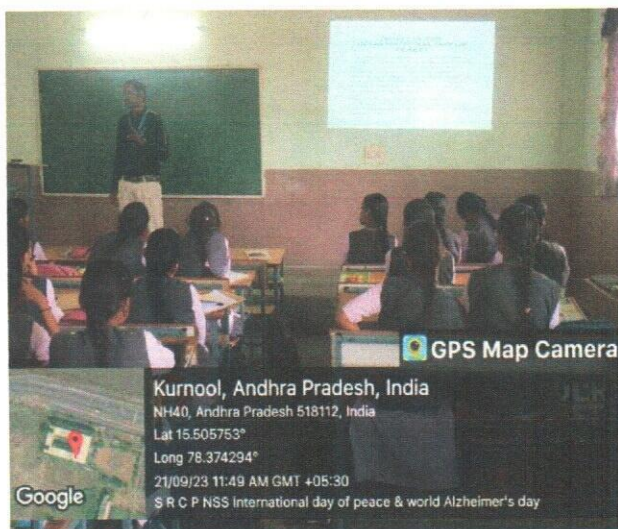 GPS Map Camera
Kurnool, Andhra Pradesh, India
NH40, Andhra Pradesh 518112, India
Lat 15.505753°
Long 78.374294°
21/09/23 11:49 AM GMT +05:30
S R C P NSS International day of peace & world Alzheimer's day
Google